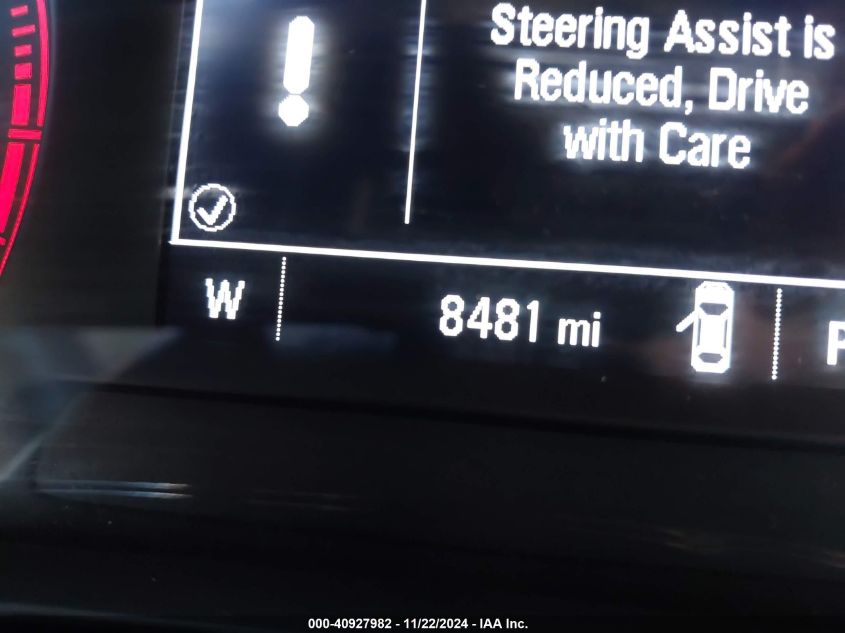 Steering Assist is
Reduced, Drive
with Care
W
8481 mi
P
000-40927982 - 11/22/2024 - IAA Inc.